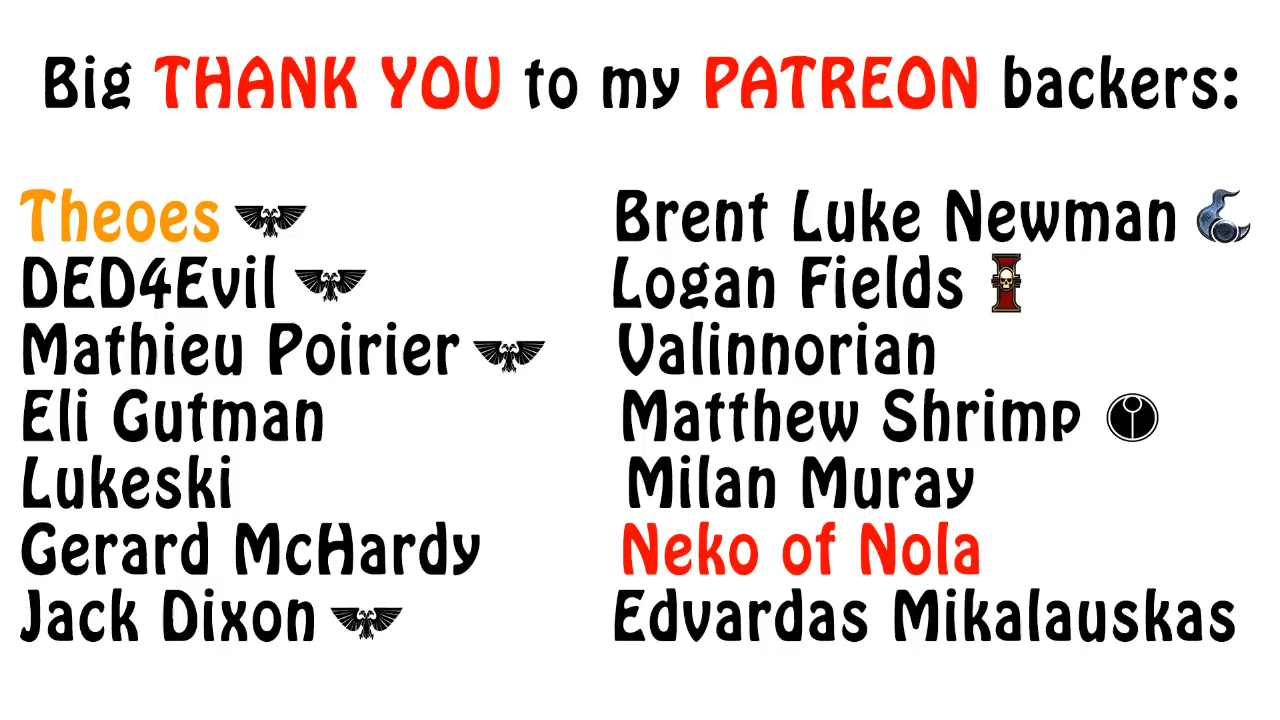 Big THANK YOU to my PATREON backers:
Theoes
DED4Evil
Mathieu Poirier
Eli Gutman
Lukeski
Gerard McHardy
Jack Dixon
Brent Luke Newman
Logan Fields
Valinnorian
Matthew Shrimp
Milan Muray
Neko of Nola
Edvardas Mikalauskas